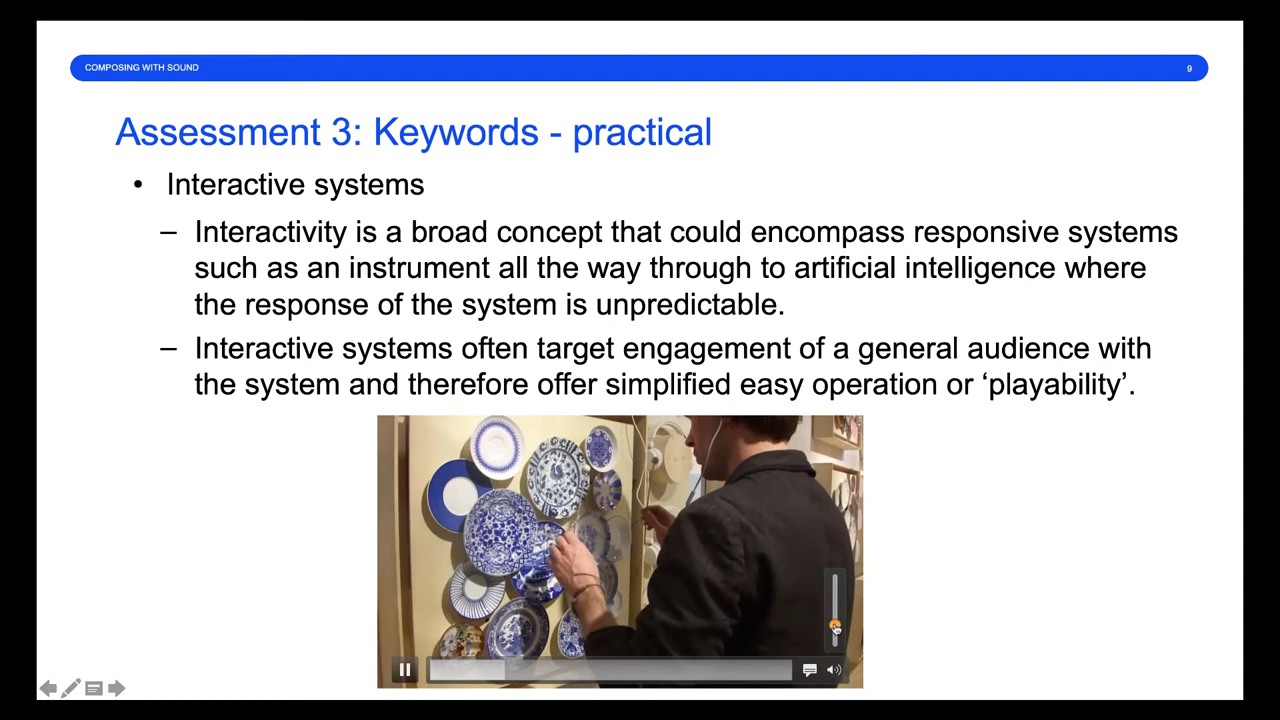 COMPOSING WITH SOUND
9
Assessment 3: Keywords - practical
• Interactive systems
– Interactivity is a broad concept that could encompass responsive systems
such as an instrument all the way through to artificial intelligence where
the response of the system is unpredictable.
– Interactive systems often target engagement of a general audience with
the system and therefore offer simplified easy operation or ‘playability’.